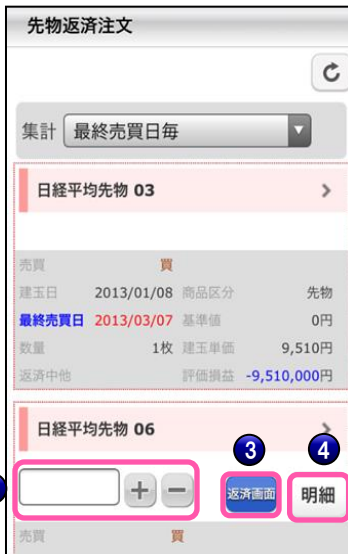 先物返済注文
集計 最終売買日毎
日経平均先物 03
売買 買
建玉日 2013/01/08 商品区分 先物
最終売買日 2013/03/07 基準値 0円
数量 1枚 建玉単価 9,510円
返済中他 評価損益 -9,510,000円
日経平均先物 06
3 4
+ - 返済画面 明細
売買 買